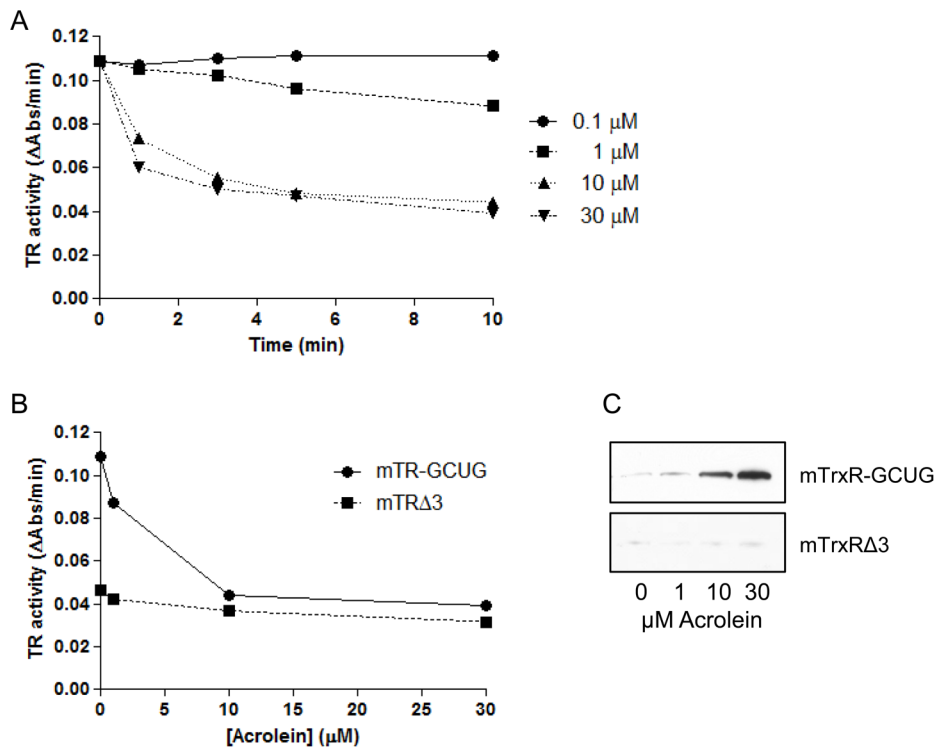 A
TR activity (ΔAbs/min)
0.12
0.10
0.08
0.06
0.04
0.02
0.00
0 2 4 6 8 10
Time (min)
0.1 μM
1 μM
10 μM
30 μM
B
TR activity (ΔAbs/min)
0.12
0.10
0.08
0.06
0.04
0.02
0.00
0 5 10 15 20 25 30
[Acrolein] (μM)
mTR-GCUG
mTRΔ3
C
mTrxR-GCUG
mTrxRΔ3
0 1 10 30
μM Acrolein